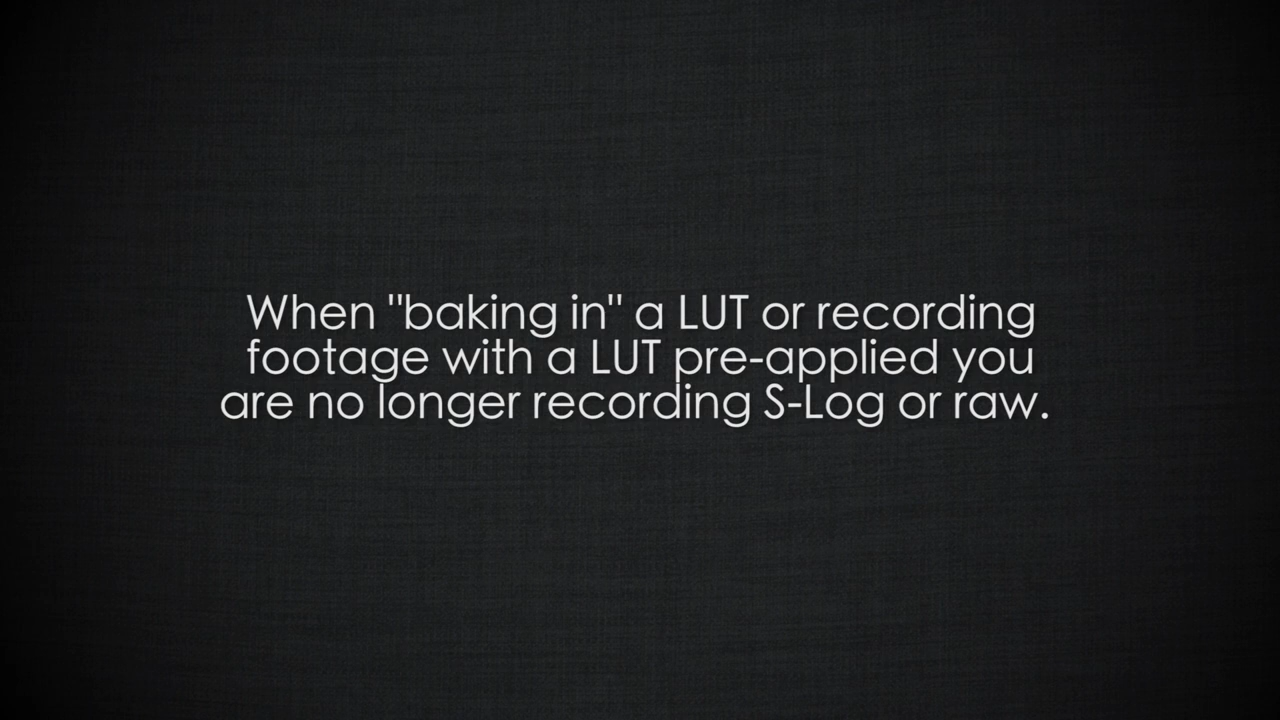 When "baking in" a LUT or recording
footage with a LUT pre-applied you
are no longer recording S-Log or raw.